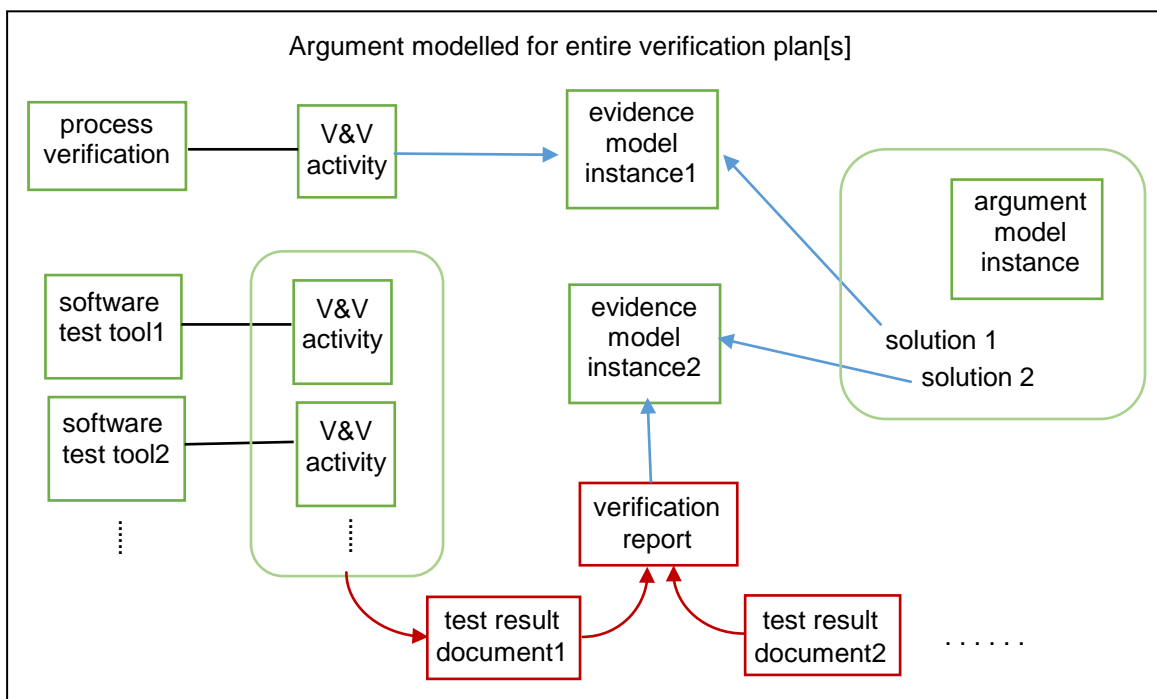 Argument modelled for entire verification plan[s]
process
verification
V&V
activity
evidence
model
instance1
argument
model
instance
software
test tool1
V&V
activity
evidence
model
instance2
solution 1
solution 2
software
test tool2
V&V
activity
verification
report
test result
document1
test result
document2
. . . . . .